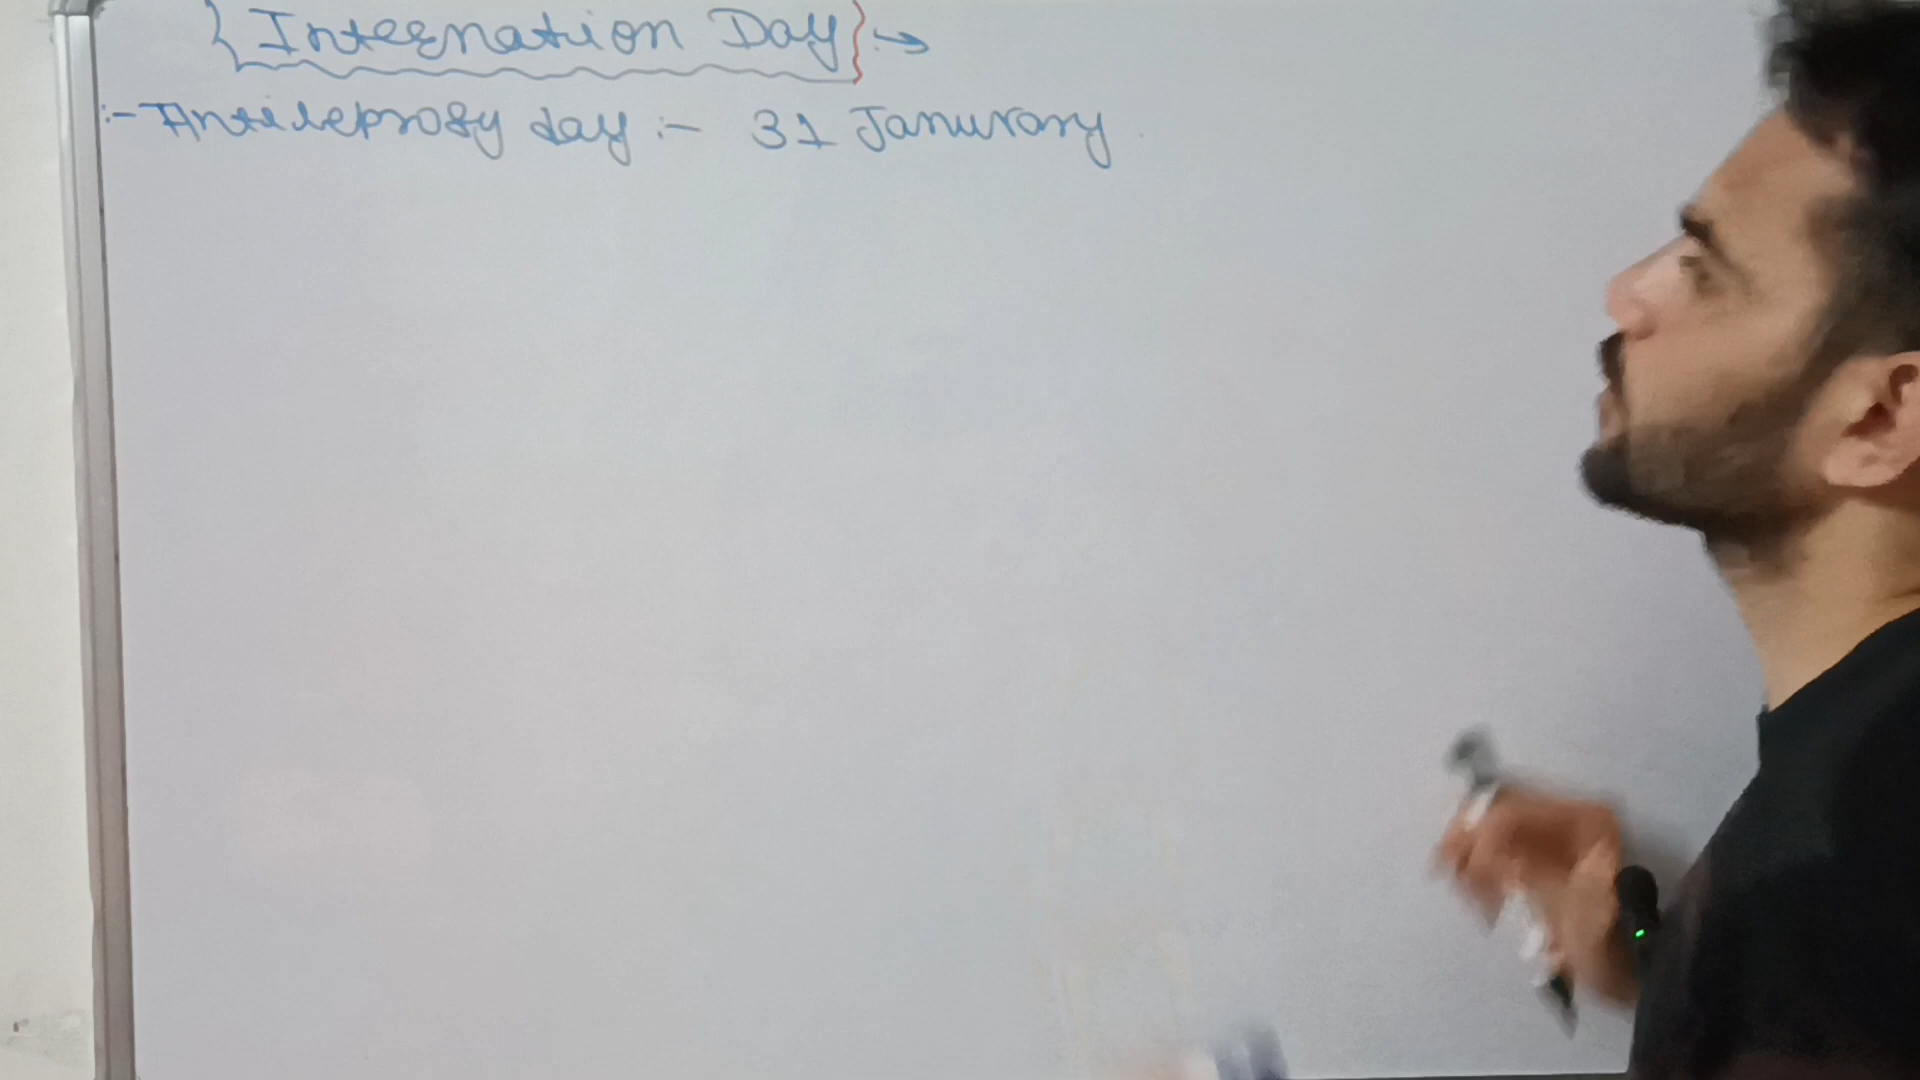 {Internation Day} :→
:- Antileprosy day :- 31 Janurary